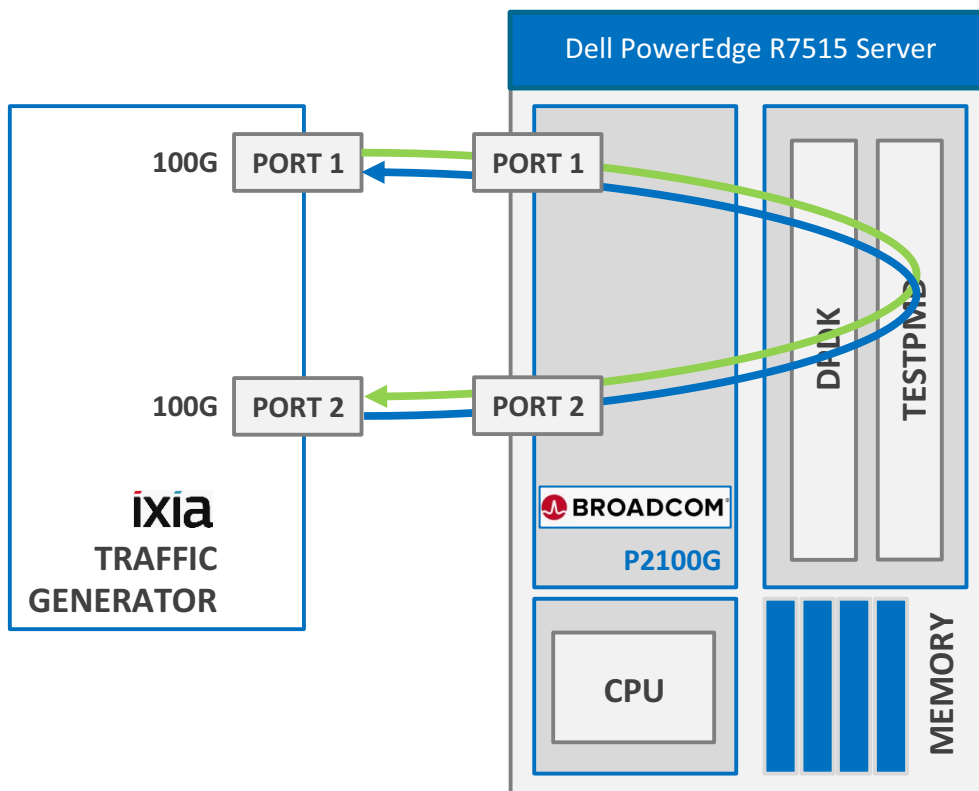 Dell PowerEdge R7515 Server
100G
PORT 1
PORT 1
100G
PORT 2
PORT 2
DPDK
TESTPMD
ixia
TRAFFIC
GENERATOR
BROADCOM®
P2100G
CPU
MEMORY